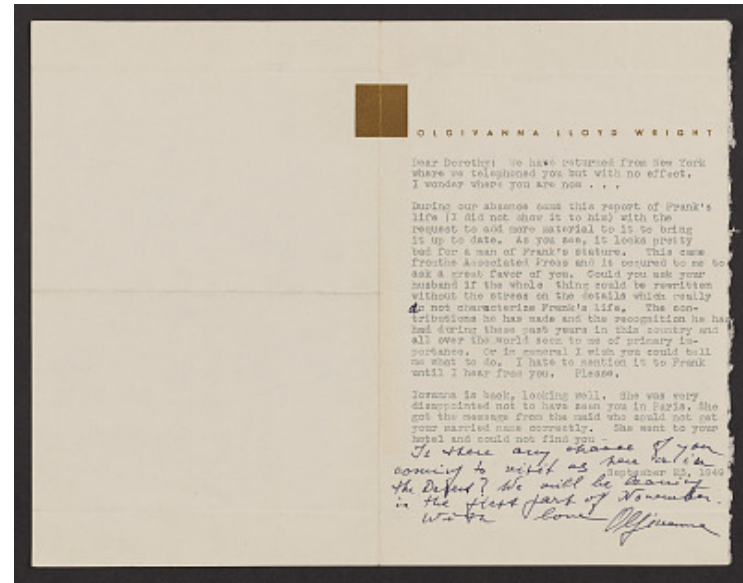 OLGIVANNA LLOYD WRIGHT
Dear Dorothy: We have returned from New York
where we telephoned you but with no effect.
I wonder where you are now . . .
During our absence came this report of Frank's
life (I did not show it to him) with the
request to add more material to it to bring
it up to date. As you see, it looks pretty
bad for a man of Frank's stature. This came
fromthe Associated Press and it occured to me to
ask a great favor of you. Could you ask your
husband if the whole thing could be rewritten
without the stress on the details which really
do not characterize Frank's life. The con-
tributions he has made and the recognition he has
had during these past years in this country and
all over the world seem to me of primary im-
portance. Or in general I wish you could tell
me what to do. I hate to mention it to Frank
until I hear from you. Please.
Iovanna is back, looking well. She was very
disappointed not to have seen you in Paris. She
got the message from the maid who could not get
your married name correctly. She went to your
hotel and could not find you -
Is there any chance of you
coming to visit us here or in
September 23, 1949
the Desert? We will be leaving
in the first part of November.
With love Olgivanna